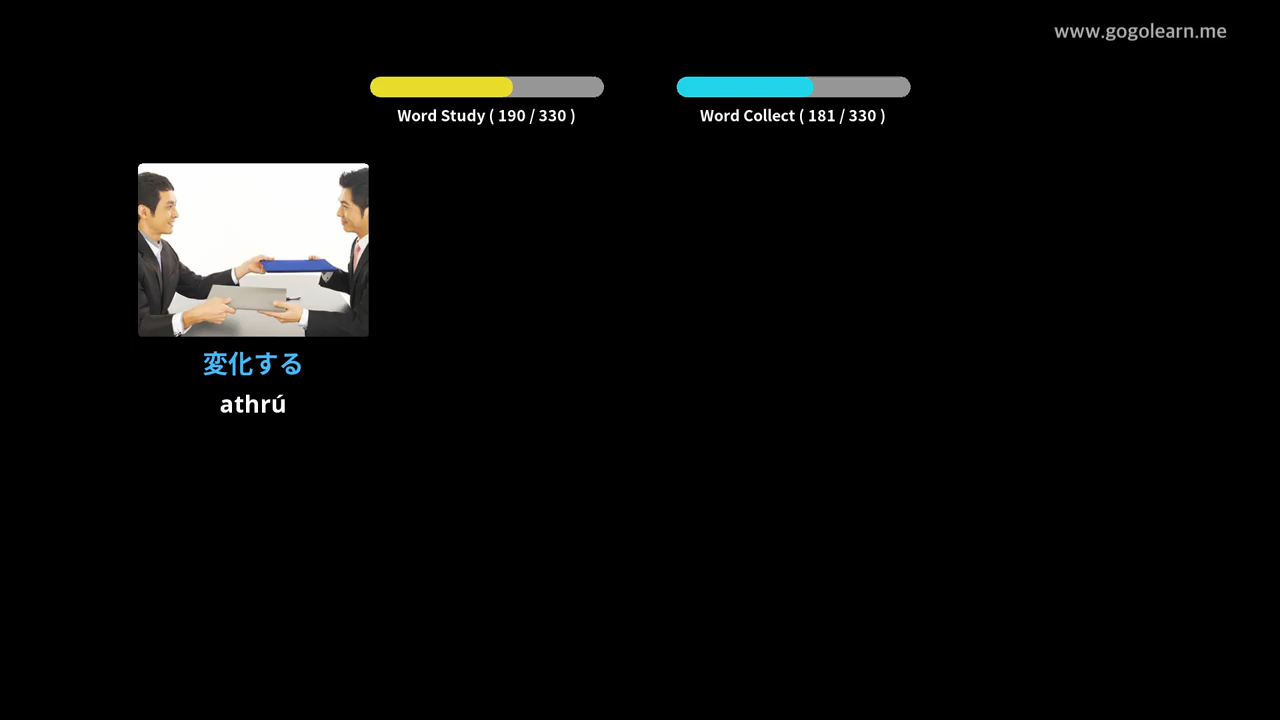 www.gogolearn.me
Word Study ( 190 / 330 )
Word Collect ( 181 / 330 )
変化する
athrú